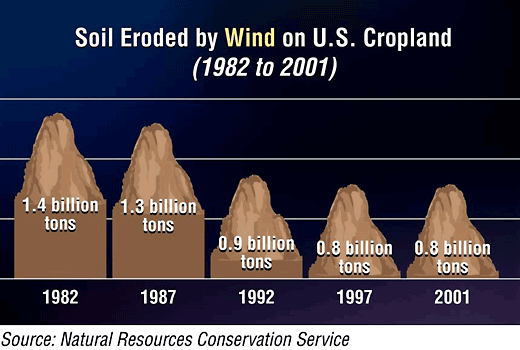 Soil Eroded by Wind on U.S. Cropland
(1982 to 2001)
1.4 billion
tons
1.3 billion
tons
0.9 billion
tons
0.8 billion
tons
0.8 billion
tons
1982 1987 1992 1997 2001
Source: Natural Resources Conservation Service